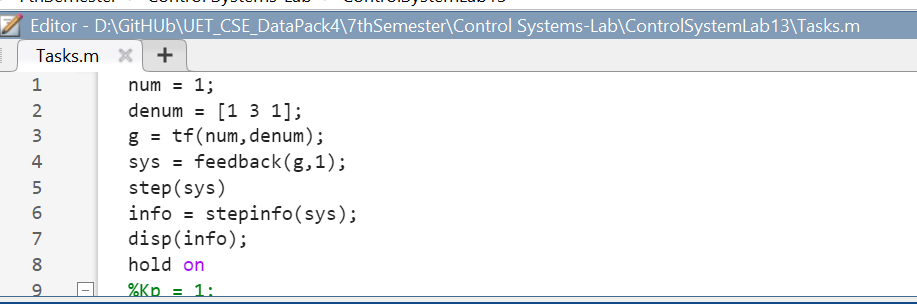 Editor - D:\GitHUb\UET_CSE_DataPack4\7thSemester\Control Systems-Lab\ControlSystemLab13\Tasks.m
Tasks.m
1 num = 1;
2 denum = [1 3 1];
3 g = tf(num,denum);
4 sys = feedback(g,1);
5 step(sys)
6 info = stepinfo(sys);
7 disp(info);
8 hold on
9 %Kp = 1;